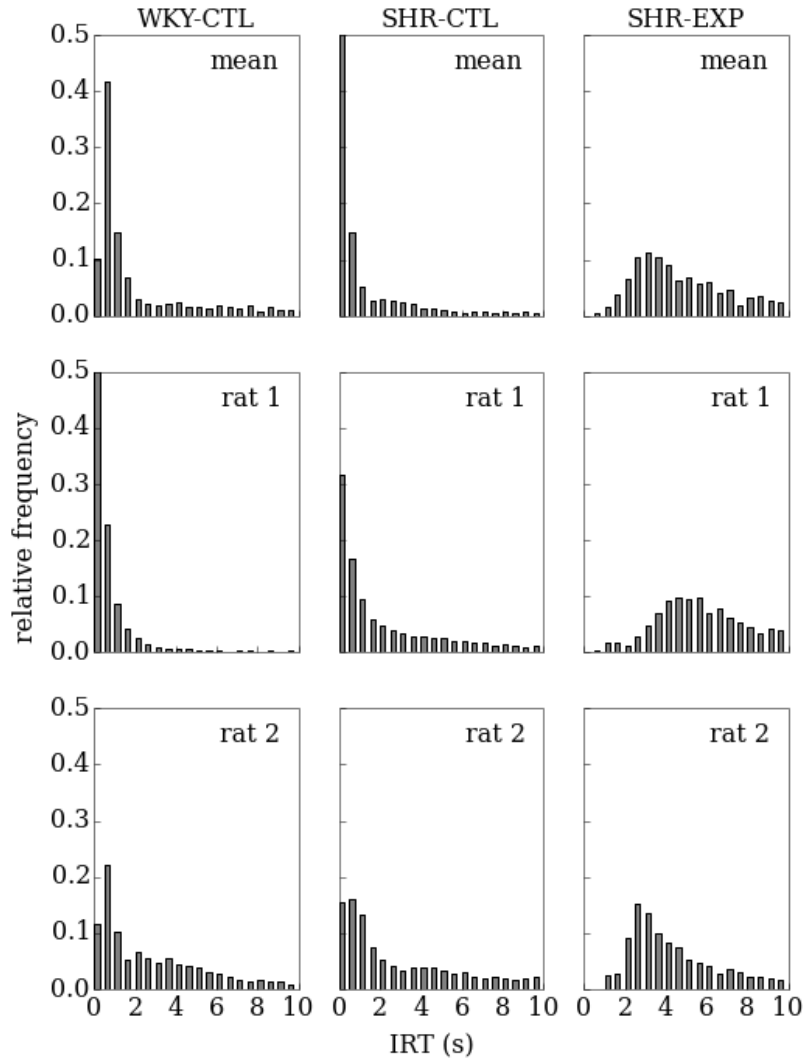 WKY-CTL SHR-CTL SHR-EXP
0.5 mean mean mean
0.4
0.3
0.2
0.1
0.0
0.5 rat 1 rat 1 rat 1
0.4
0.3
0.2
0.1
0.0
relative frequency
0.5 rat 2 rat 2 rat 2
0.4
0.3
0.2
0.1
0.0
0 2 4 6 8 10 0 2 4 6 8 10 0 2 4 6 8 10
IRT (s)